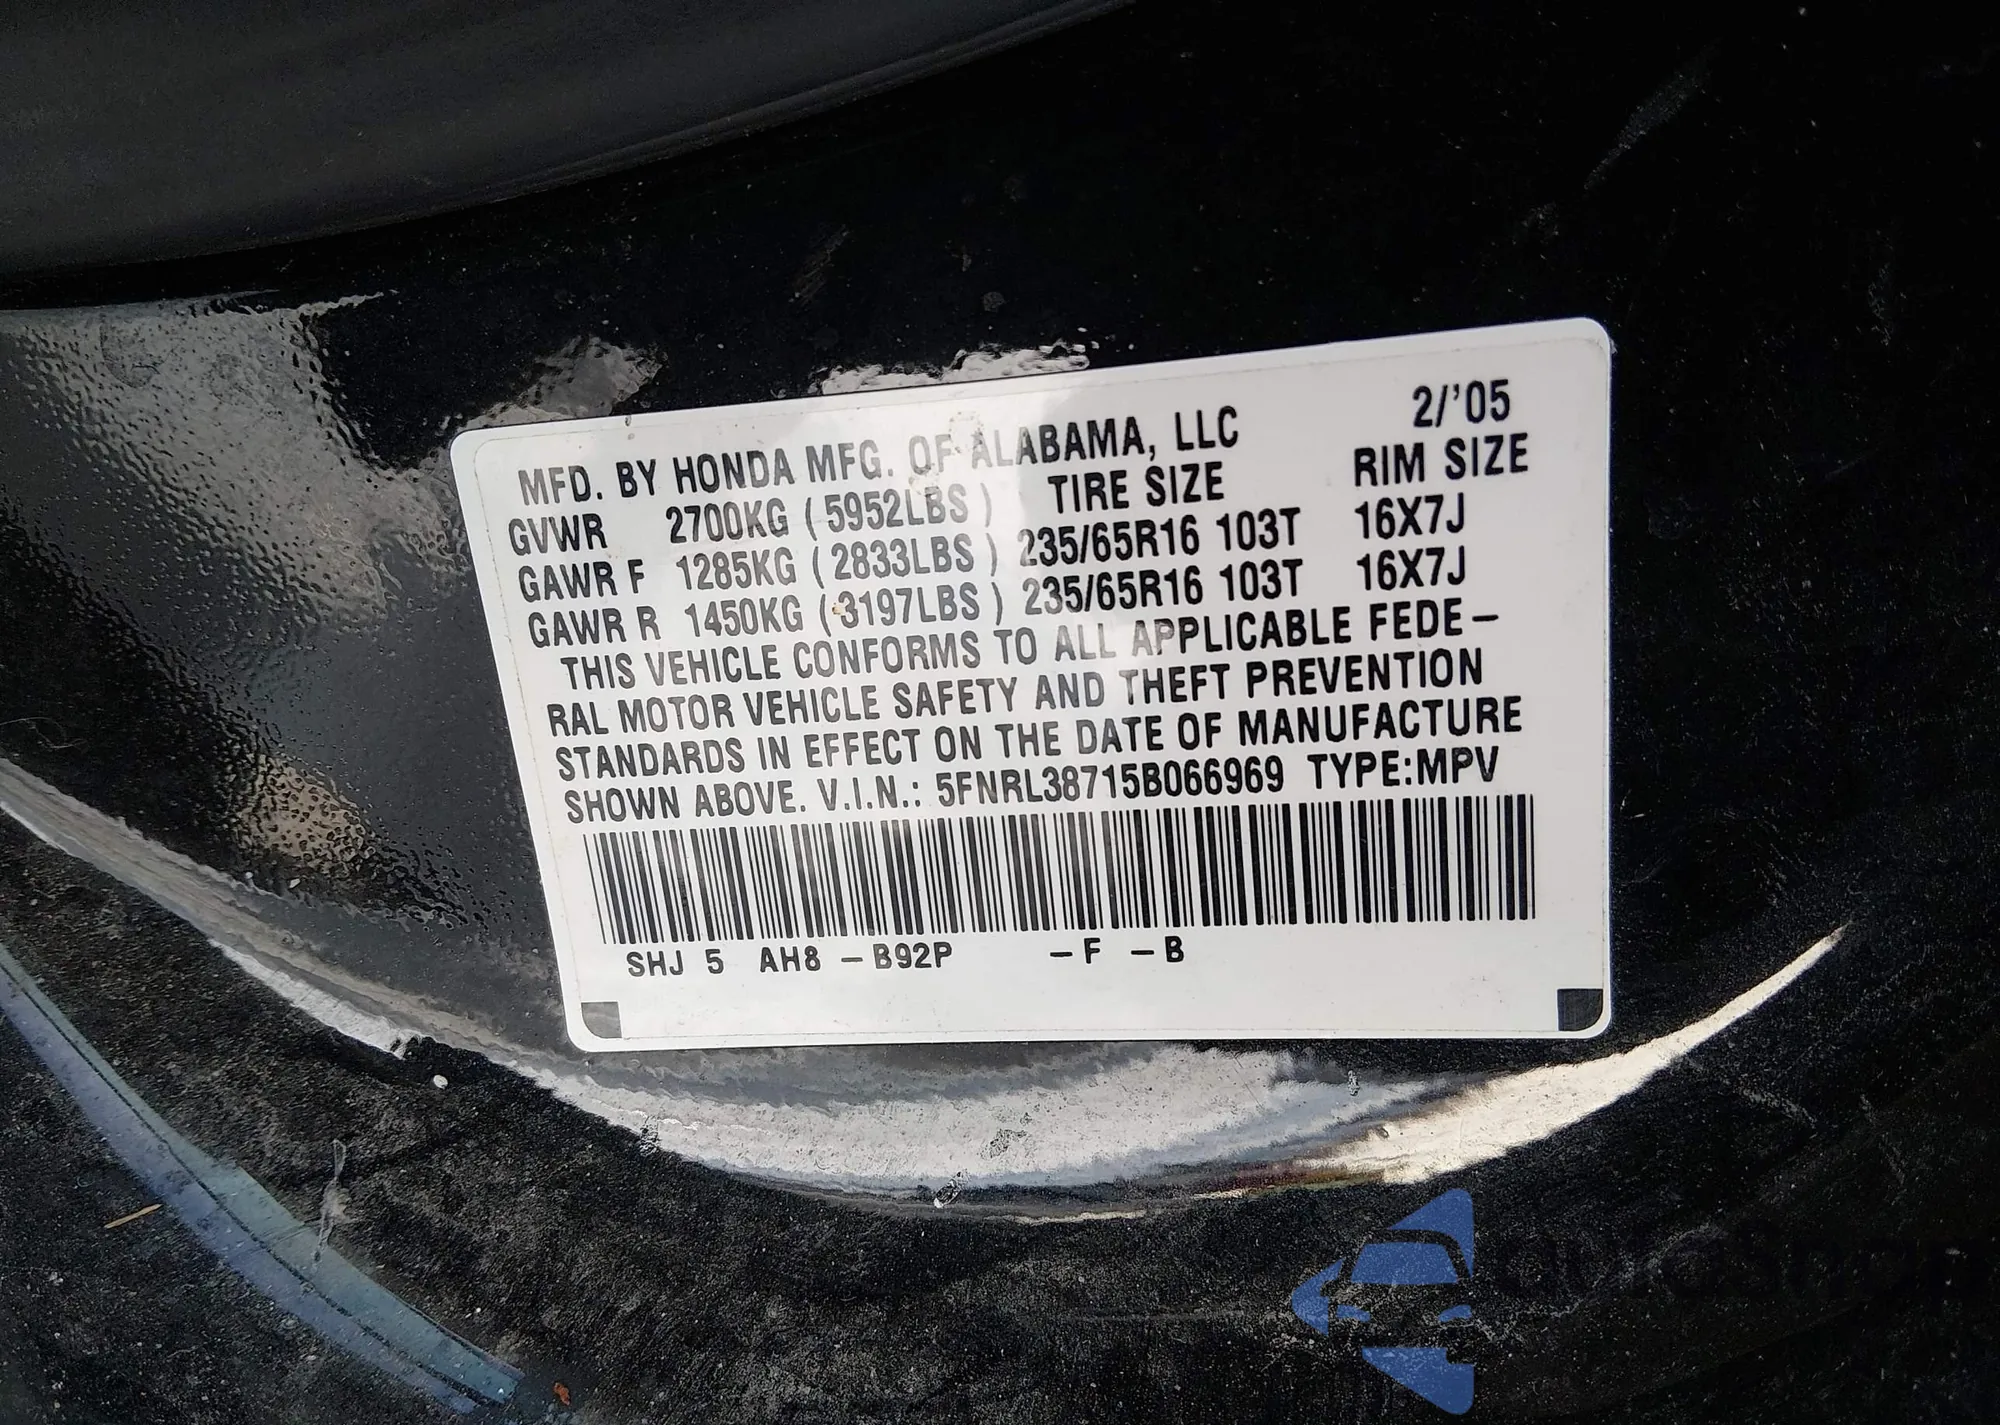 MFD. BY HONDA MFG. OF ALABAMA, LLC 2/'05
GVWR 2700KG (5952LBS) TIRE SIZE RIM SIZE
GAWR F 1285KG (2833LBS) 235/65R16 103T 16X7J
GAWR R 1450KG (3197LBS) 235/65R16 103T 16X7J
THIS VEHICLE CONFORMS TO ALL APPLICABLE FEDE-
RAL MOTOR VEHICLE SAFETY AND THEFT PREVENTION
STANDARDS IN EFFECT ON THE DATE OF MANUFACTURE
SHOWN ABOVE. V.I.N.: 5FNRL38715B066969 TYPE:MPV
SHJ 5 AH8 -B92P -F -B